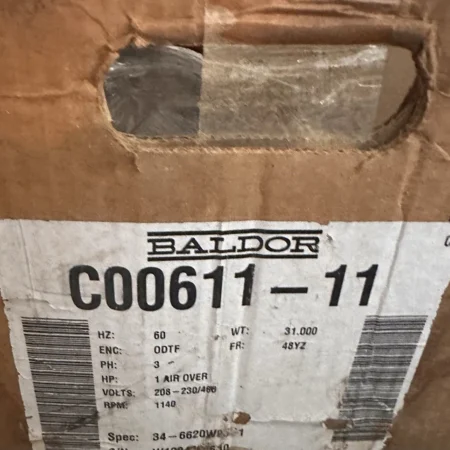 BALDOR
C00611-11
HZ: 60 WT: 31.000
ENC: ODTF FR: 48YZ
PH: 3
HP: 1 AIR OVER
VOLTS: 208-230/460
RPM: 1140
Spec: